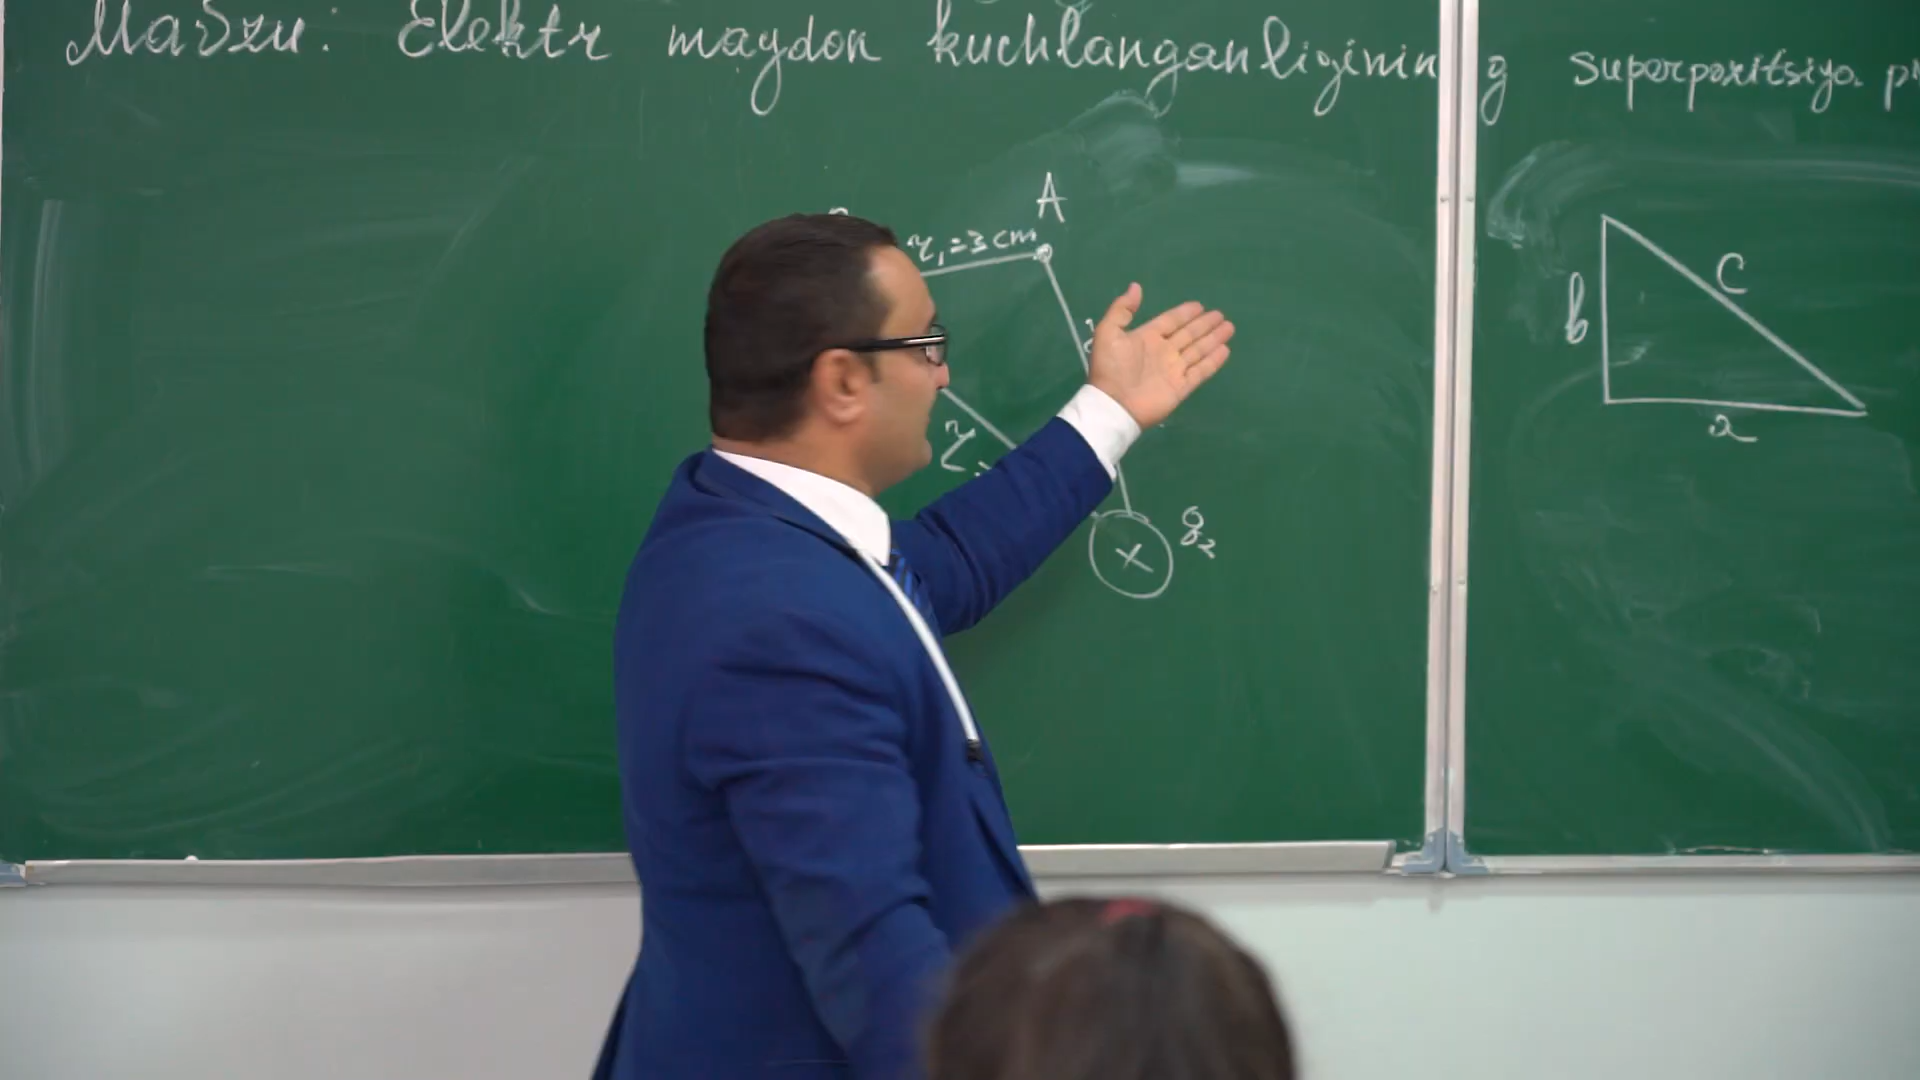 Mavzu: Elektr maydon kuchlanganligining superpozitsiya
A
r₁=3cm
r
q₂
b
C
a